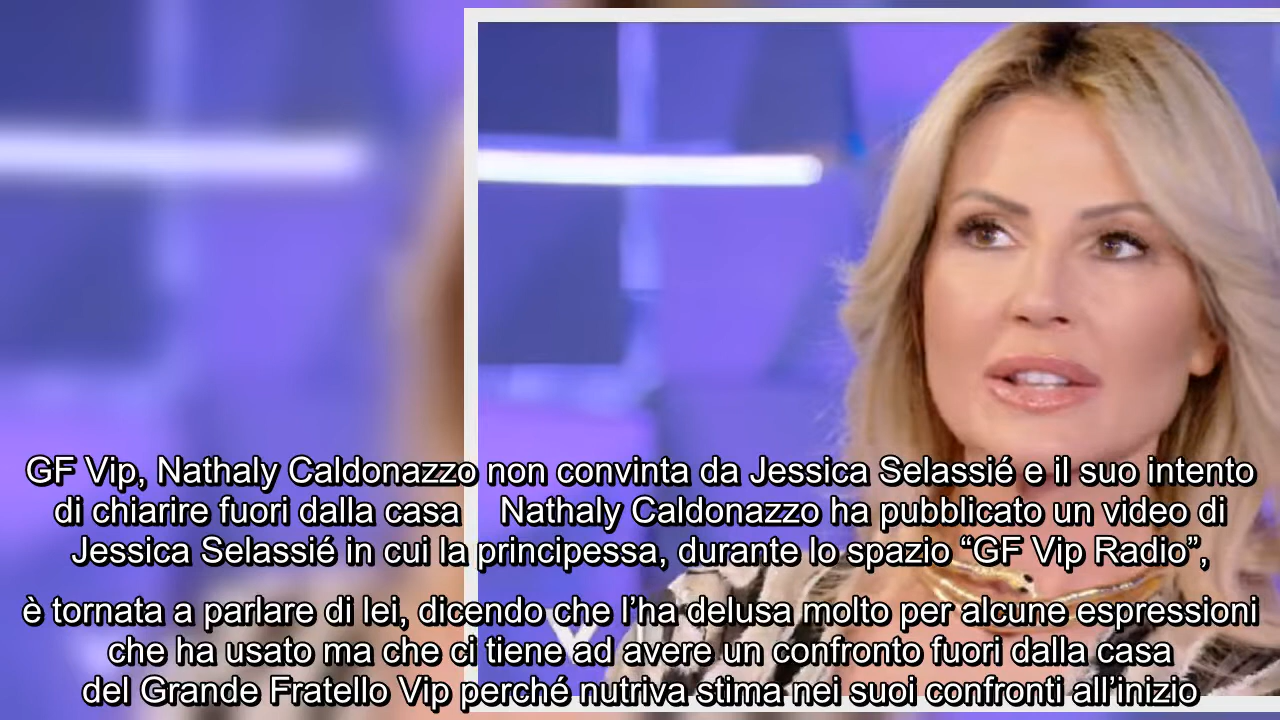 GF Vip, Nathaly Caldonazzo non convinta da Jessica Selassié e il suo intento
di chiarire fuori dalla casa    Nathaly Caldonazzo ha pubblicato un video di
Jessica Selassié in cui la principessa, durante lo spazio “GF Vip Radio”,
è tornata a parlare di lei, dicendo che l’ha delusa molto per alcune espressioni
che ha usato ma che ci tiene ad avere un confronto fuori dalla casa
del Grande Fratello Vip perché nutriva stima nei suoi confronti all’inizio